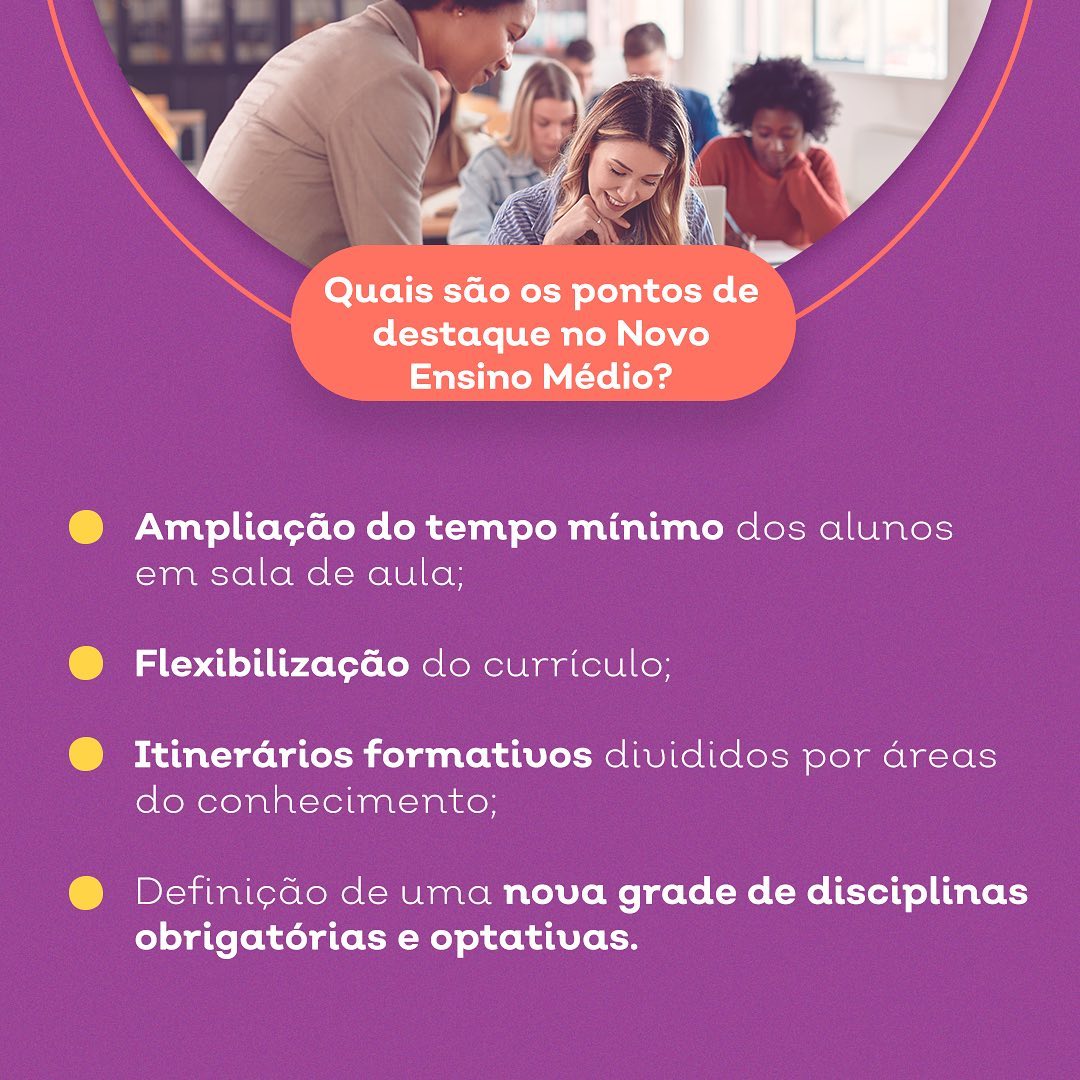 Quais são os pontos de
destaque no Novo
Ensino Médio?
Ampliação do tempo mínimo dos alunos
em sala de aula;
Flexibilização do currículo;
Itinerários formativos divididos por áreas
do conhecimento;
Definição de uma nova grade de disciplinas
obrigatórias e optativas.